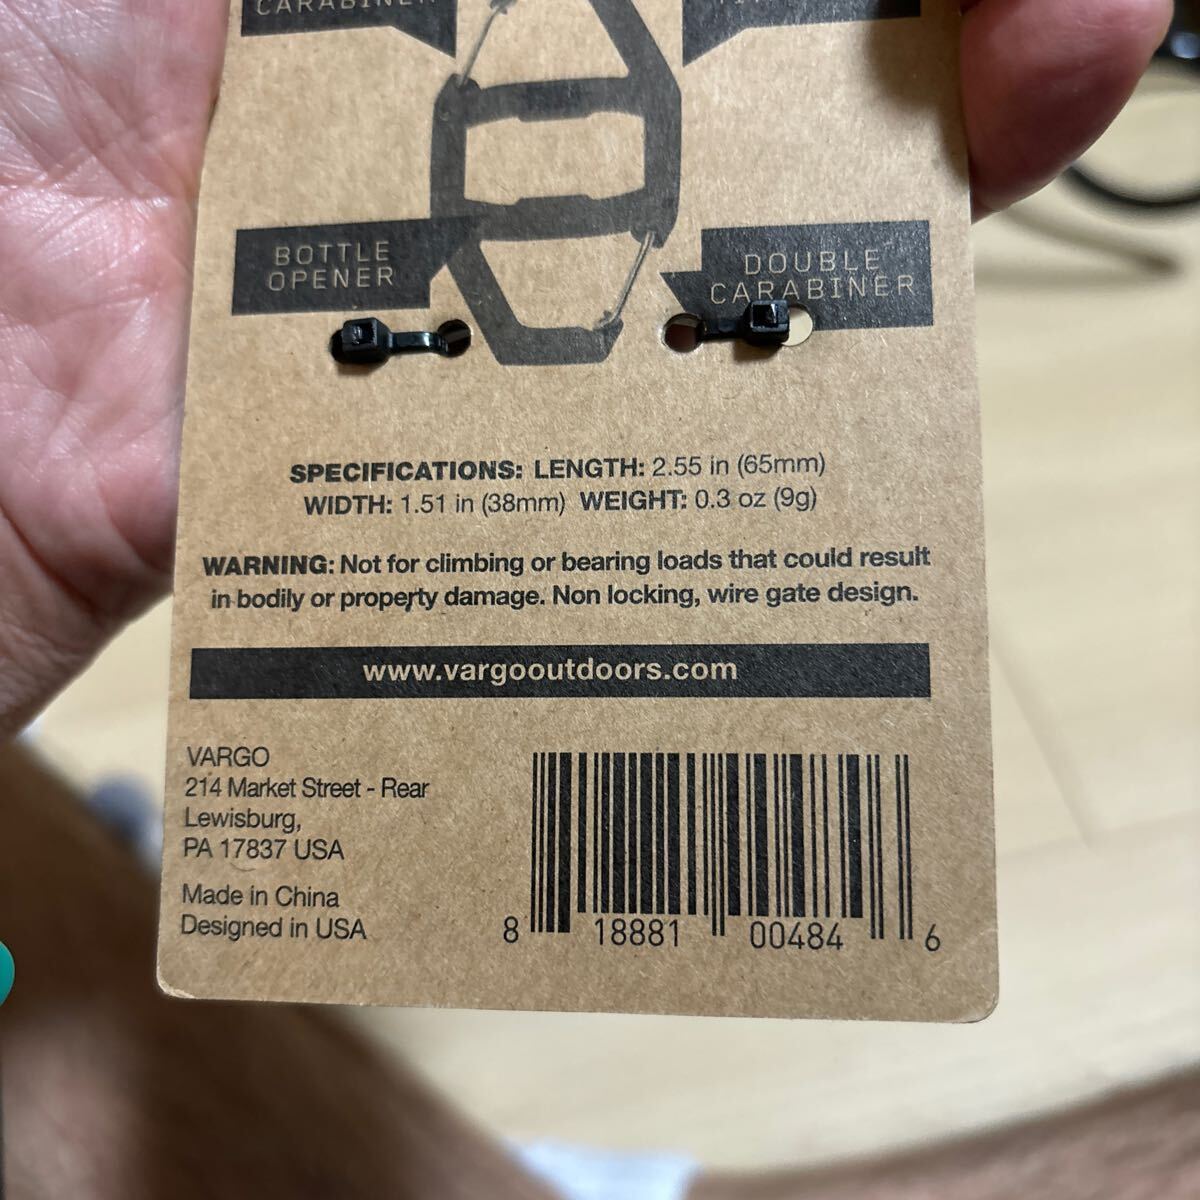 CARABINER
BOTTLE
OPENER
DOUBLE
CARABINER
SPECIFICATIONS: LENGTH: 2.55 in (65mm)
WIDTH: 1.51 in (38mm) WEIGHT: 0.3 oz (9g)
WARNING: Not for climbing or bearing loads that could result
in bodily or property damage. Non locking, wire gate design.
www.vargooutdoors.com
VARGO
214 Market Street - Rear
Lewisburg,
PA 17837 USA
Made in China
Designed in USA
8 18881 00484 6